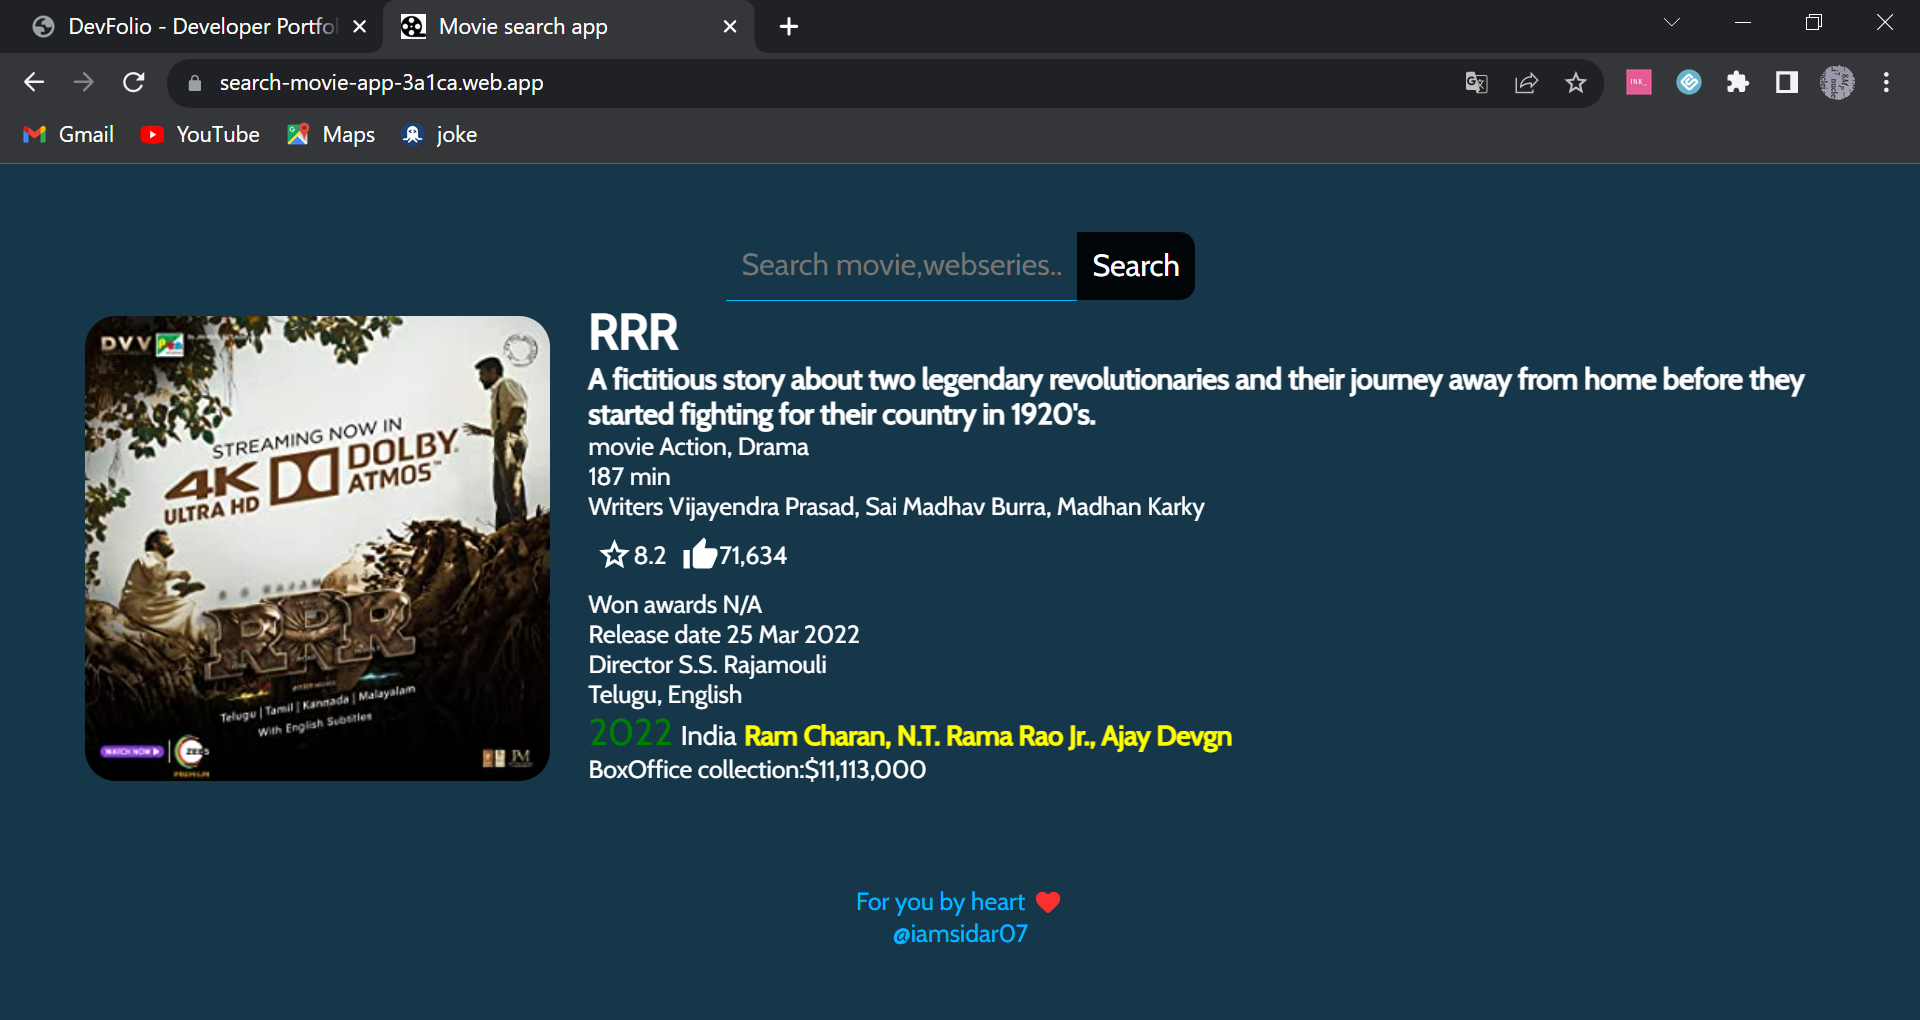 DevFolio - Developer Portfol
Movie search app
search-movie-app-3a1ca.web.app
INK_
Gmail
YouTube
Maps
joke
Search movie,webseries..
Search
DVV
STREAMING NOW IN
4K DOLBY
ULTRA HD ATMOS™
RRR
Telugu | Tamil | Kannada | Malayalam
With English Subtitles
WATCH NOW
ZEE5
PREMIUM
RRR
A fictitious story about two legendary revolutionaries and their journey away from home before they
started fighting for their country in 1920's.
movie Action, Drama
187 min
Writers Vijayendra Prasad, Sai Madhav Burra, Madhan Karky
8.2 71,634
Won awards N/A
Release date 25 Mar 2022
Director S.S. Rajamouli
Telugu, English
2022 India Ram Charan, N.T. Rama Rao Jr., Ajay Devgn
BoxOffice collection:$11,113,000
For you by heart
@iamsidar07